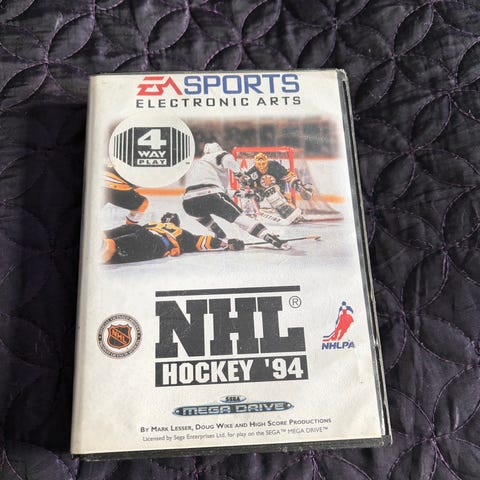 EA SPORTS
ELECTRONIC ARTS
4
WAY
PLAY
NHL®
HOCKEY '94
NHLPA
SEGA
MEGA DRIVE
BY MARK LESSER, DOUG WIKE AND HIGH SCORE PRODUCTIONS
Licensed by Sega Enterprises Ltd. for play on the SEGA™ MEGA DRIVE™